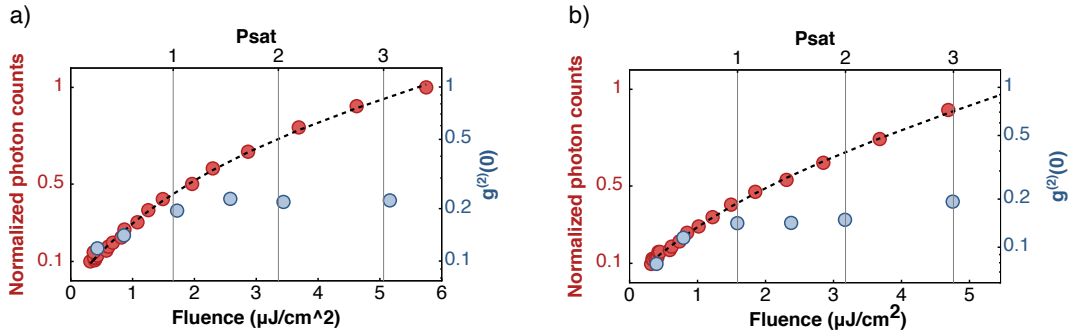 a)
Psat
1 2 3
Normalized photon counts
1
0.5
0.1
1
0.5
0.2
0.1
g(2)(0)
0 1 2 3 4 5 6
Fluence (μJ/cm^2)
b)
Psat
1 2 3
Normalized photon counts
1
0.5
0.1
1
0.5
0.2
0.1
g(2)(0)
0 1 2 3 4 5
Fluence (μJ/cm2)